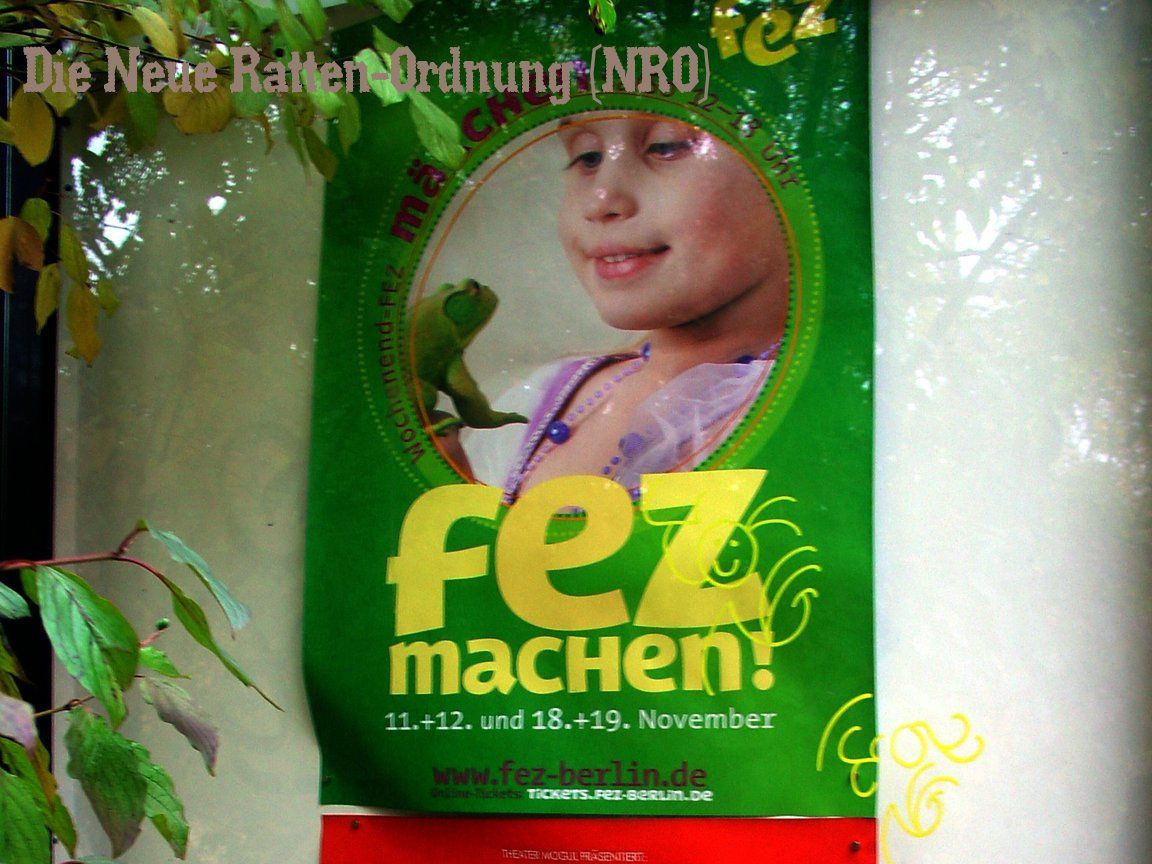 Die Neue Ratten-Ordnung (NRO)
fez
Wochenend=FEZ
12–18 Uhr
fez
machen!
11.+12. und 18.+19. November
www.fez-berlin.de
Online-Tickets: Tickets.FEZ-Berlin.de
THEATER MOGUL PRÄSENTIERT: